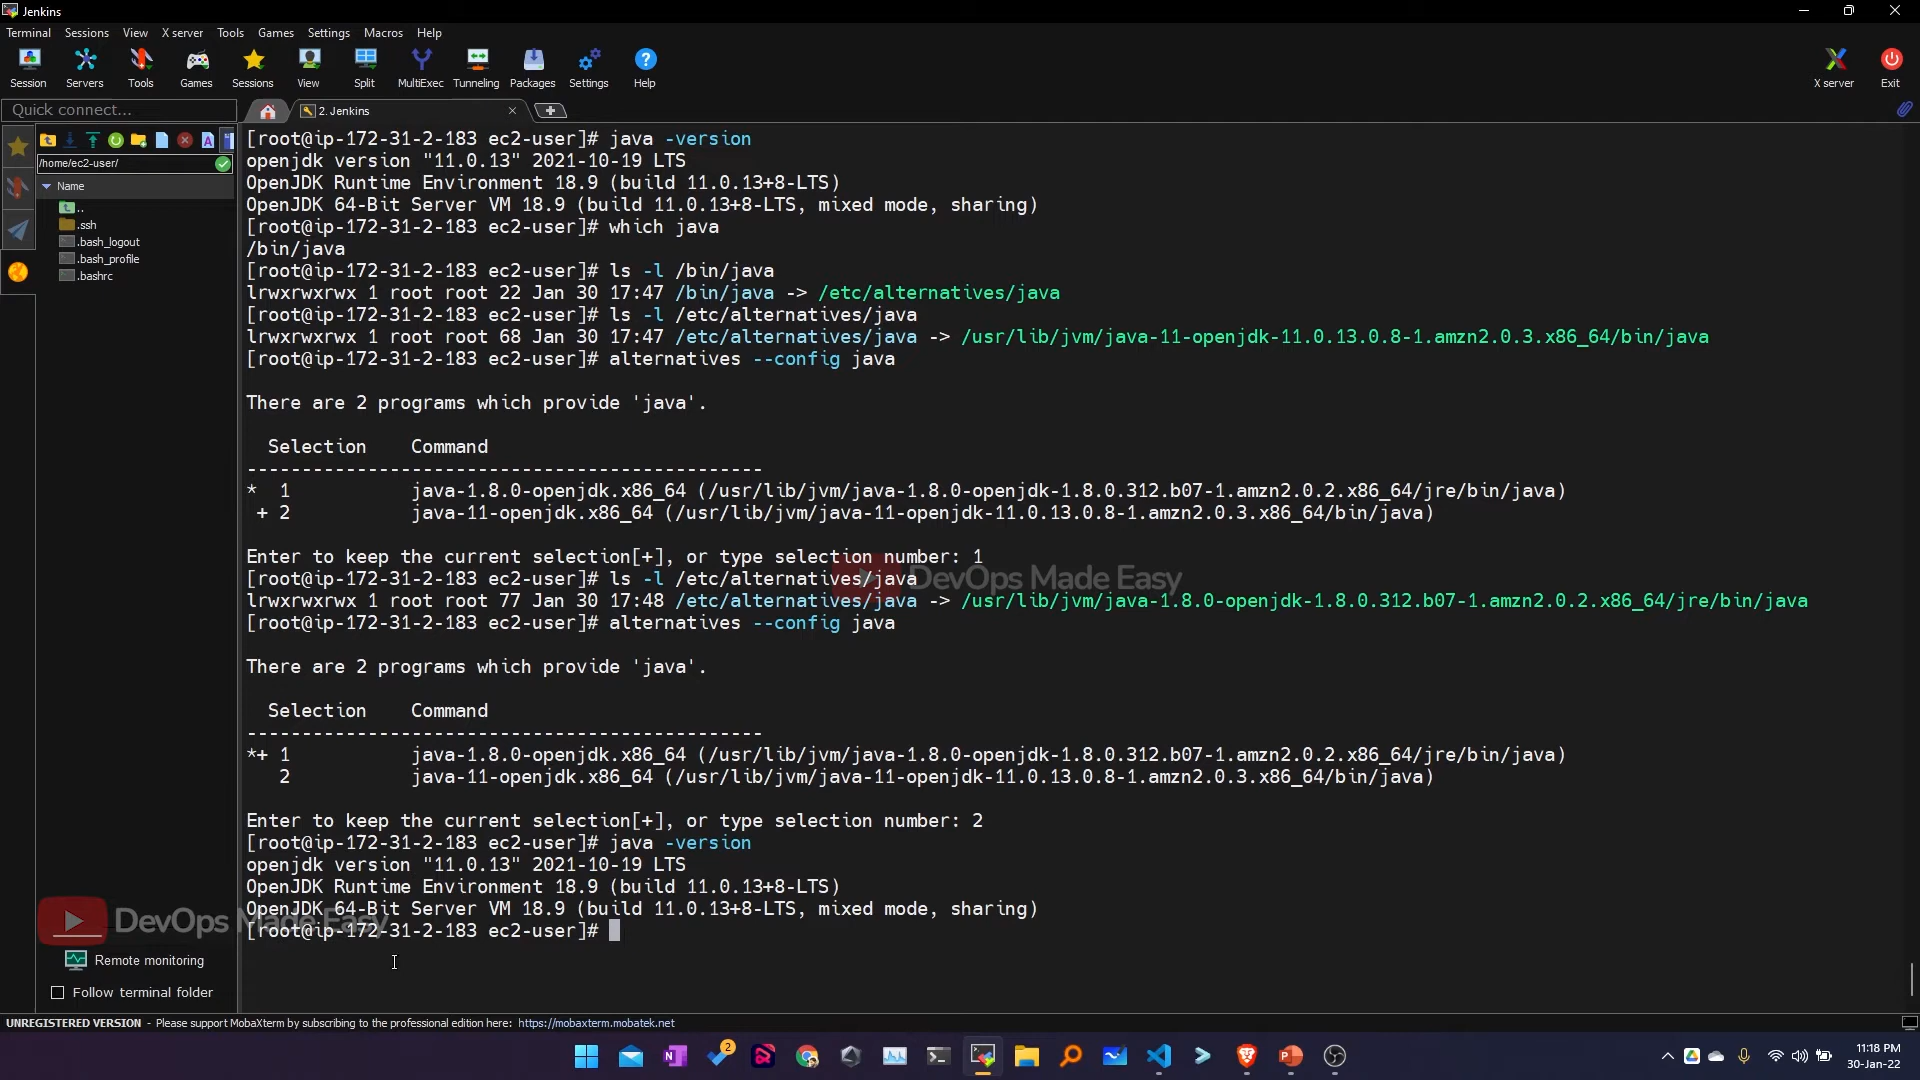 Jenkins
Terminal Sessions View X server Tools Games Settings Macros Help
Session Servers Tools Games Sessions View Split MultiExec Tunneling Packages Settings Help X server Exit
Quick connect...
2. Jenkins
/home/ec2-user/
Name
..
.ssh
.bash_logout
.bash_profile
.bashrc
[root@ip-172-31-2-183 ec2-user]# java -version
openjdk version "11.0.13" 2021-10-19 LTS
OpenJDK Runtime Environment 18.9 (build 11.0.13+8-LTS)
OpenJDK 64-Bit Server VM 18.9 (build 11.0.13+8-LTS, mixed mode, sharing)
[root@ip-172-31-2-183 ec2-user]# which java
/bin/java
[root@ip-172-31-2-183 ec2-user]# ls -l /bin/java
lrwxrwxrwx 1 root root 22 Jan 30 17:47 /bin/java -> /etc/alternatives/java
[root@ip-172-31-2-183 ec2-user]# ls -l /etc/alternatives/java
lrwxrwxrwx 1 root root 68 Jan 30 17:47 /etc/alternatives/java -> /usr/lib/jvm/java-11-openjdk-11.0.13.0.8-1.amzn2.0.3.x86_64/bin/java
[root@ip-172-31-2-183 ec2-user]# alternatives --config java
There are 2 programs which provide 'java'.
Selection Command
-----------------------------------------------
* 1 java-1.8.0-openjdk.x86_64 (/usr/lib/jvm/java-1.8.0-openjdk-1.8.0.312.b07-1.amzn2.0.2.x86_64/jre/bin/java)
+ 2 java-11-openjdk.x86_64 (/usr/lib/jvm/java-11-openjdk-11.0.13.0.8-1.amzn2.0.3.x86_64/bin/java)
Enter to keep the current selection[+], or type selection number: 1
[root@ip-172-31-2-183 ec2-user]# ls -l /etc/alternatives/java
DevOps Made Easy
lrwxrwxrwx 1 root root 77 Jan 30 17:48 /etc/alternatives/java -> /usr/lib/jvm/java-1.8.0-openjdk-1.8.0.312.b07-1.amzn2.0.2.x86_64/jre/bin/java
[root@ip-172-31-2-183 ec2-user]# alternatives --config java
There are 2 programs which provide 'java'.
Selection Command
-----------------------------------------------
*+ 1 java-1.8.0-openjdk.x86_64 (/usr/lib/jvm/java-1.8.0-openjdk-1.8.0.312.b07-1.amzn2.0.2.x86_64/jre/bin/java)
2 java-11-openjdk.x86_64 (/usr/lib/jvm/java-11-openjdk-11.0.13.0.8-1.amzn2.0.3.x86_64/bin/java)
Enter to keep the current selection[+], or type selection number: 2
[root@ip-172-31-2-183 ec2-user]# java -version
openjdk version "11.0.13" 2021-10-19 LTS
OpenJDK Runtime Environment 18.9 (build 11.0.13+8-LTS)
OpenJDK 64-Bit Server VM 18.9 (build 11.0.13+8-LTS, mixed mode, sharing)
DevOps Made Easy
[root@ip-172-31-2-183 ec2-user]#
Remote monitoring
Follow terminal folder
UNREGISTERED VERSION - Please support MobaXterm by subscribing to the professional edition here: https://mobaxterm.mobatek.net
2
11:18 PM
30-Jan-22